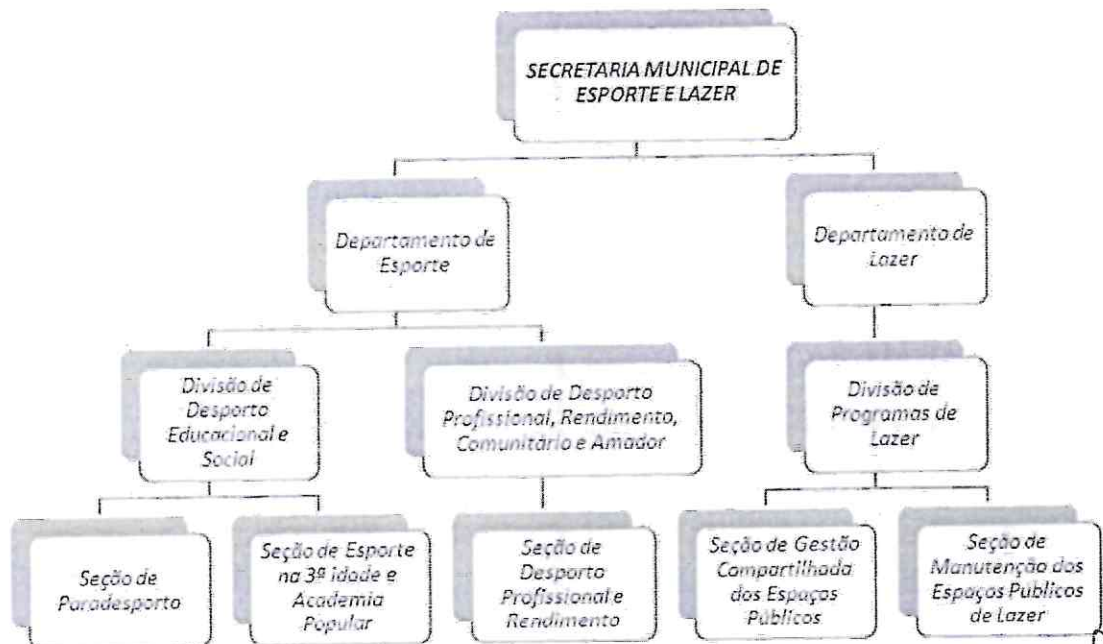 SECRETARIA MUNICIPAL DE
ESPORTE E LAZER
Departamento de
Esporte
Departamento de
Lazer
Divisão de
Desporto
Educacional e
Social
Divisão de Desporto
Profissional, Rendimento,
Comunitário e Amador
Divisão de
Programas de
Lazer
Seção de
Paradesporto
Seção de Esporte
na 3ª idade e
Academia
Popular
Seção de
Desporto
Profissional e
Rendimento
Seção de Gestão
Compartilhada
dos Espaços
Públicos
Seção de
Manutenção dos
Espaços Públicos
de Lazer